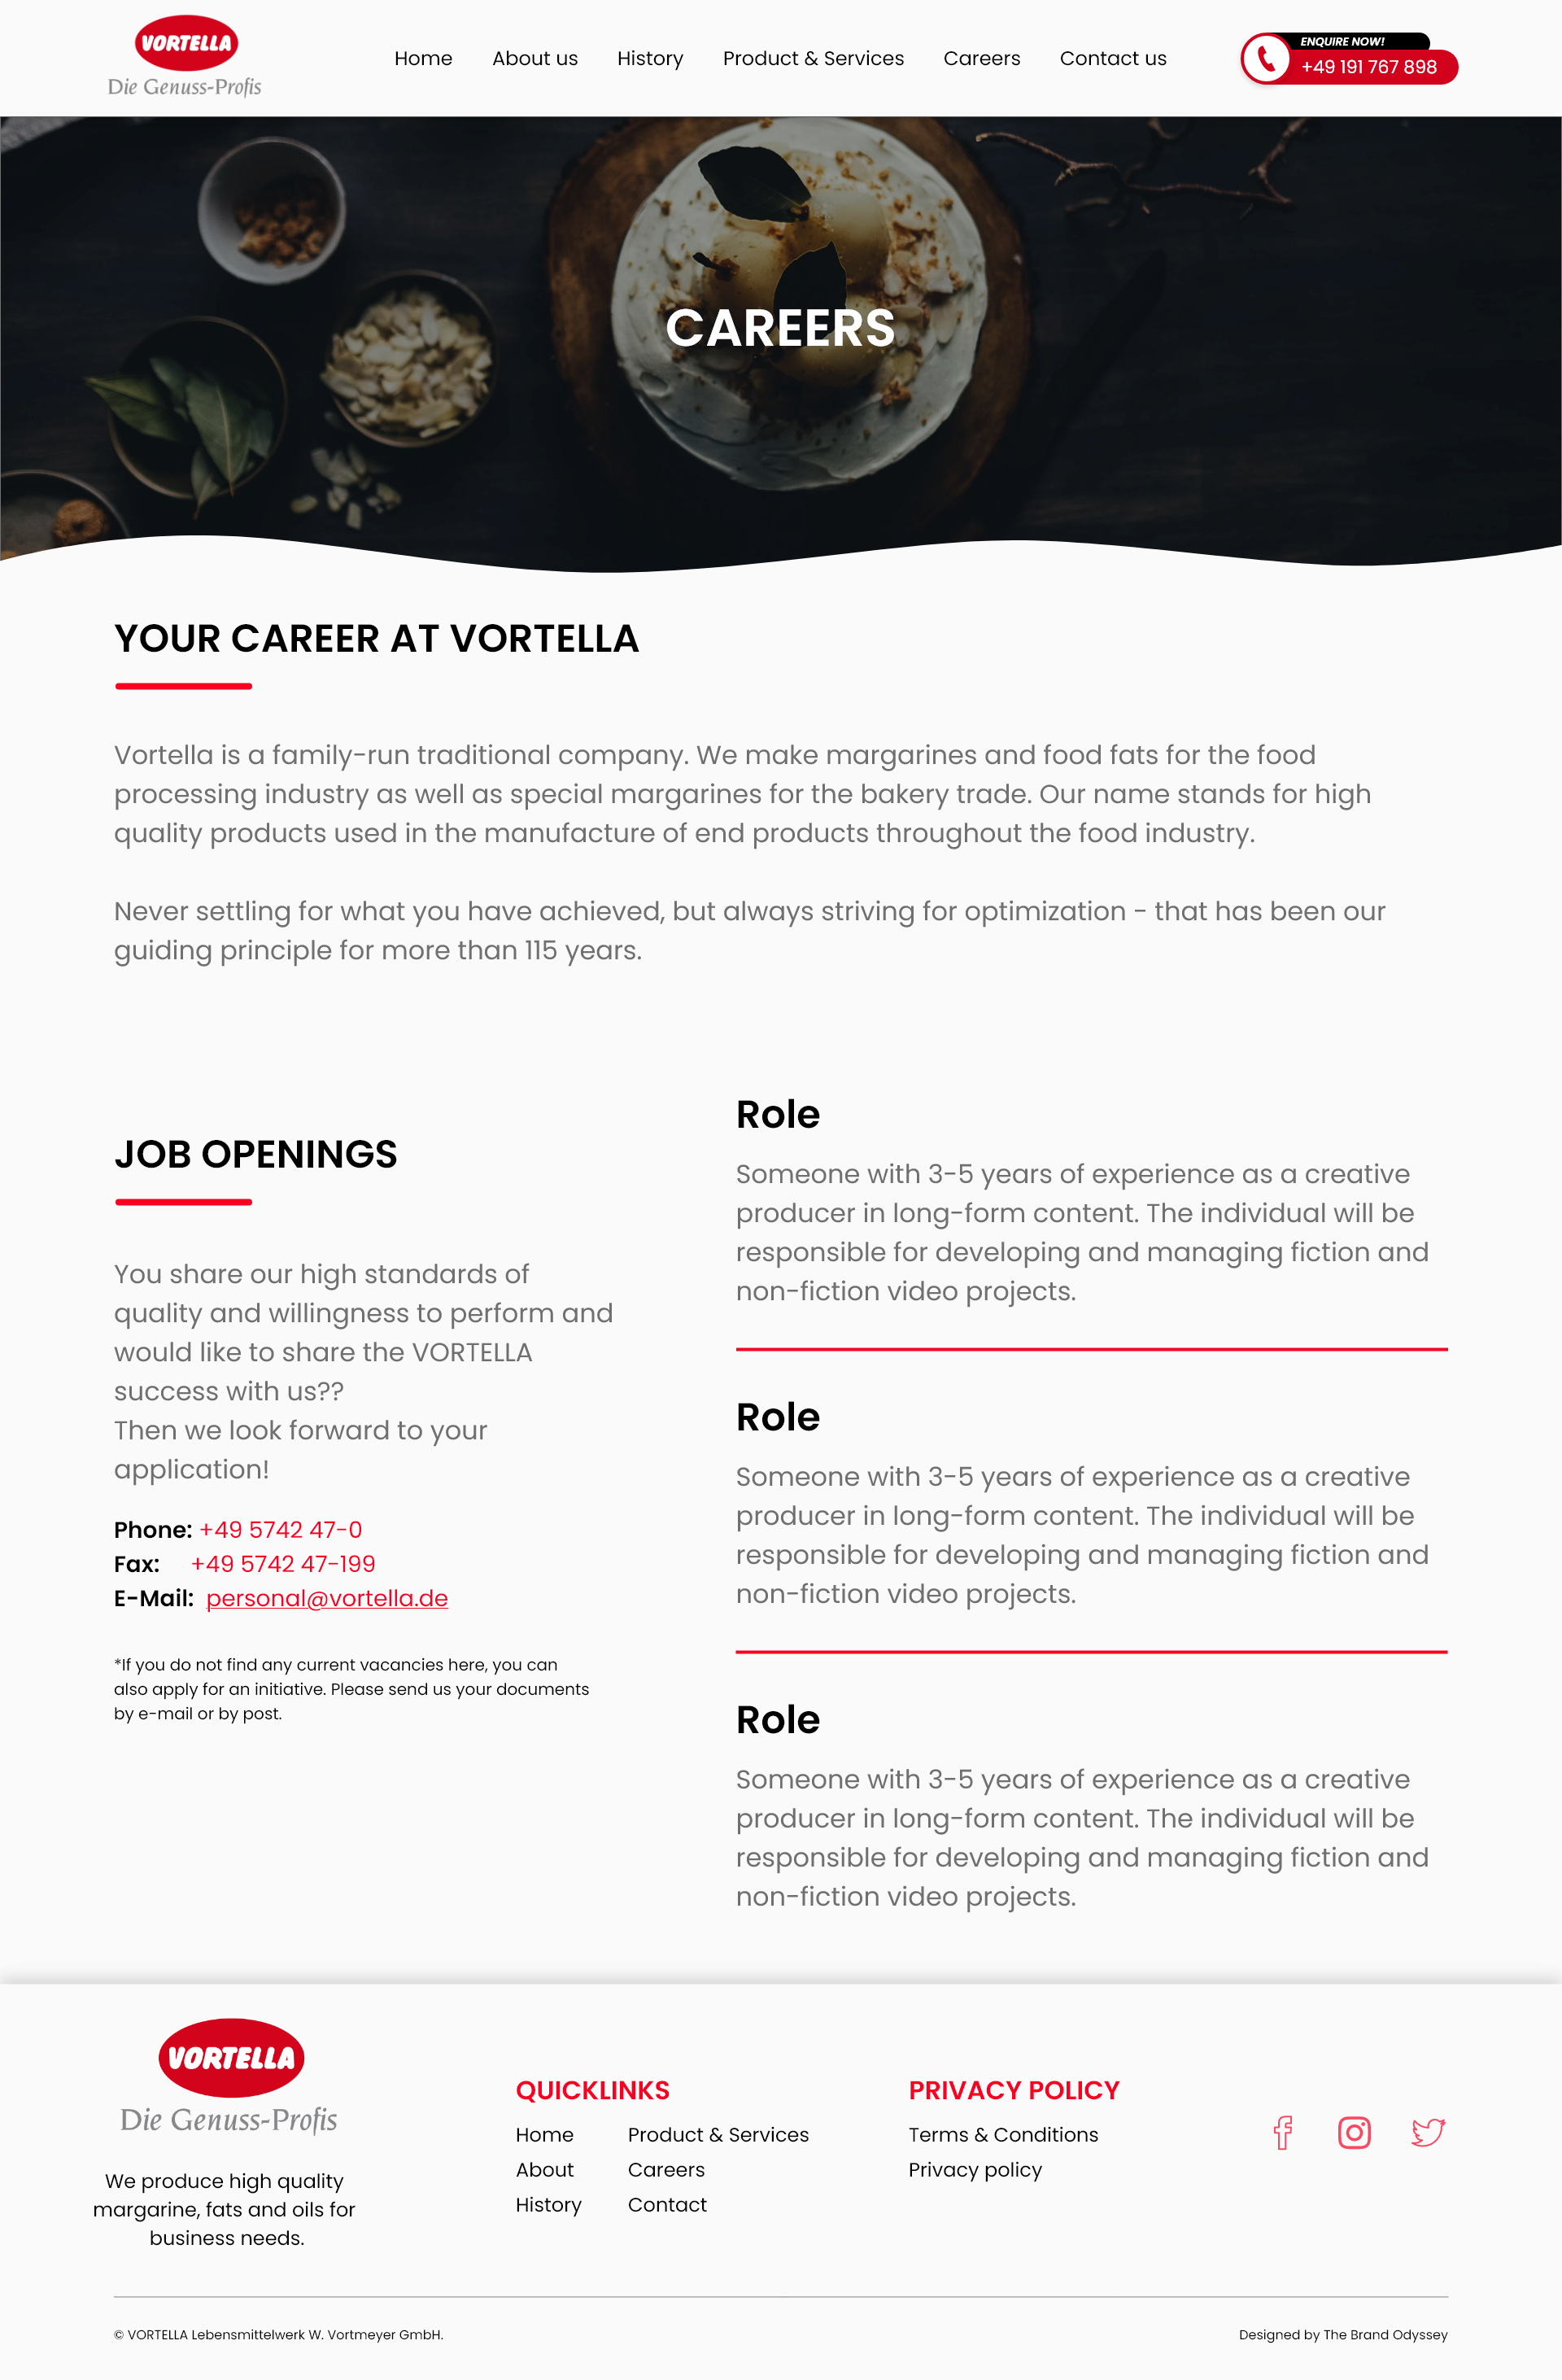 VORTELLA
Die Genuss-Profis
Home
About us
History
Product & Services
Careers
Contact us
ENQUIRE NOW!
+49 191 767 898
CAREERS
YOUR CAREER AT VORTELLA
Vortella is a family-run traditional company. We make margarines and food fats for the food
processing industry as well as special margarines for the bakery trade. Our name stands for high
quality products used in the manufacture of end products throughout the food industry.
Never settling for what you have achieved, but always striving for optimization - that has been our
guiding principle for more than 115 years.
JOB OPENINGS
You share our high standards of
quality and willingness to perform and
would like to share the VORTELLA
success with us??
Then we look forward to your
application!
Phone: +49 5742 47-0
Fax: +49 5742 47-199
E-Mail: personal@vortella.de
*If you do not find any current vacancies here, you can
also apply for an initiative. Please send us your documents
by e-mail or by post.
Role
Someone with 3-5 years of experience as a creative
producer in long-form content. The individual will be
responsible for developing and managing fiction and
non-fiction video projects.
Role
Someone with 3-5 years of experience as a creative
producer in long-form content. The individual will be
responsible for developing and managing fiction and
non-fiction video projects.
Role
Someone with 3-5 years of experience as a creative
producer in long-form content. The individual will be
responsible for developing and managing fiction and
non-fiction video projects.
VORTELLA
Die Genuss-Profis
We produce high quality
margarine, fats and oils for
business needs.
QUICKLINKS
Home
About
History
Product & Services
Careers
Contact
PRIVACY POLICY
Terms & Conditions
Privacy policy
© VORTELLA Lebensmittelwerk W. Vortmeyer GmbH.
Designed by The Brand Odyssey